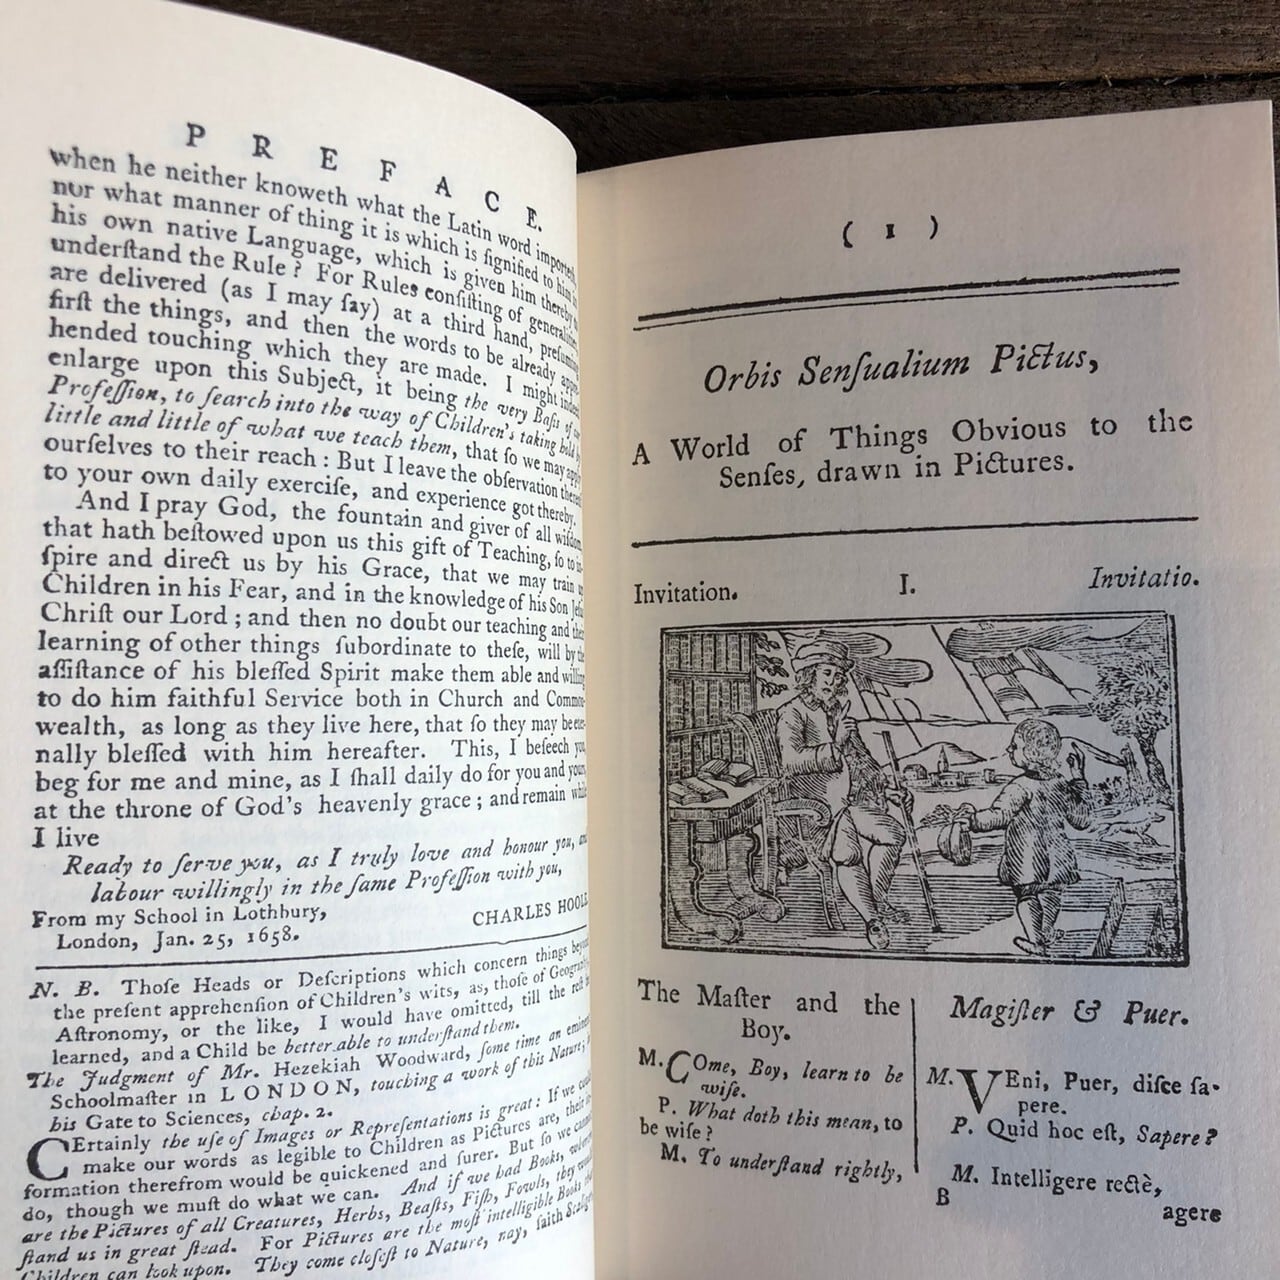 PREFACE.
when he neither knoweth what the Latin word importeth,
nor what manner of thing it is which is ſignified to him in
his own native Language, which is given him thereby to
underſtand the Rule? For Rules conſiſting of generalities,
are delivered (as I may ſay) at a third hand, preſuming
firſt the things, and then the words to be already appre-
hended touching which they are made. I might indeed
enlarge upon this Subject, it being the very Baſis of our
Profeſſion, to ſearch into the way of Children's taking hold by
little and little of what we teach them, that ſo we may apply
ourſelves to their reach: But I leave the obſervation thereof
to your own daily exerciſe, and experience got thereby.
And I pray God, the fountain and giver of all wiſdom,
that hath beſtowed upon us this gift of Teaching, ſo to in-
ſpire and direct us by his Grace, that we may train up
Children in his Fear, and in the knowledge of his Son Jeſus
Chriſt our Lord; and then no doubt our teaching and their
learning of other things ſubordinate to theſe, will by the
aſſiſtance of his bleſſed Spirit make them able and willing
to do him faithful Service both in Church and Common-
wealth, as long as they live here, that ſo they may be eter-
nally bleſſed with him hereafter. This, I beſeech you,
beg for me and mine, as I ſhall daily do for you and yours,
at the throne of God's heavenly grace; and remain while
I live
Ready to ſerve you, as I truly love and honour you, and
labour willingly in the ſame Profeſſion with you,
From my School in Lothbury, CHARLES HOOLE
London, Jan. 25, 1658.
N. B. Thoſe Heads or Deſcriptions which concern things beyond
the preſent apprehenſion of Children's wits, as, thoſe of Geography,
Aſtronomy, or the like, I would have omitted, till the reſt be
learned, and a Child be better able to underſtand them.
The Judgment of Mr. Hezekiah Woodward, ſome time an eminent
Schoolmaſter in LONDON, touching a work of this Nature; in
his Gate to Sciences, chap. 2.
CErtainly the uſe of Images or Repreſentations is great: If we could
make our words as legible to Children as Pictures are, their in-
formation therefrom would be quickened and ſurer. But ſo we cannot
do, though we muſt do what we can. And if we had Books, wherein
are the Pictures of all Creatures, Herbs, Beaſts, Fiſh, Fowls, they would
ſtand us in great ſtead. For Pictures are the moſt intelligible Books that
Children can look upon. They come cloſeſt to Nature, nay, ſaith
( 1 )
Orbis Senſualium Pictus,
A World of Things Obvious to the
Senſes, drawn in Pictures.
Invitation. I. Invitatio.
The Maſter and the
Boy.
M. COme, Boy, learn to be
wiſe.
P. What doth this mean, to
be wiſe?
M. To underſtand rightly,
Magiſter & Puer.
M. VEni, Puer, diſce ſa-
pere.
P. Quid hoc eſt, Sapere?
M. Intelligere rectè,
B
agere